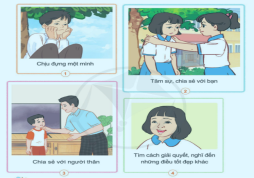 Chịu đựng một mình
1
Tâm sự, chia sẻ với bạn
2
Chia sẻ với người thân
3
Tìm cách giải quyết, nghĩ đến
những điều tốt đẹp khác
4